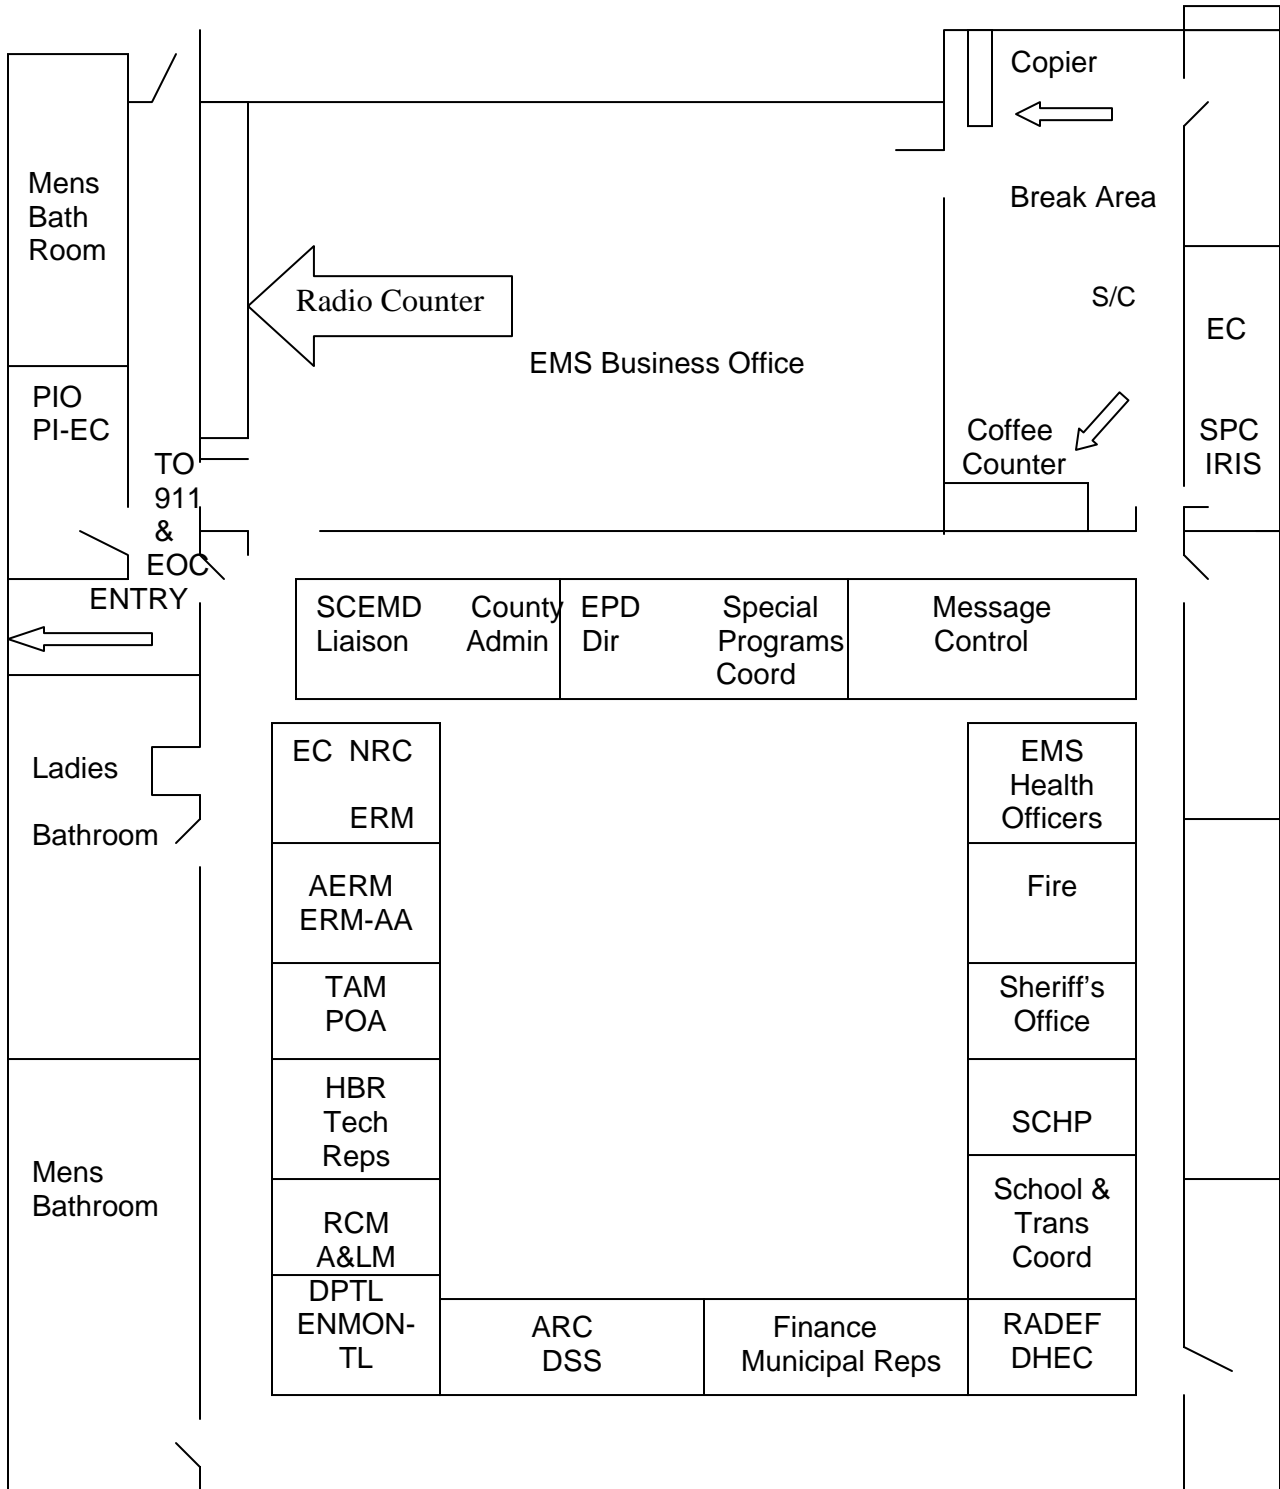 Copier
Mens
Bath
Room
Break Area
Radio Counter
S/C
EC
EMS Business Office
PIO
PI-EC
Coffee
Counter
SPC
IRIS
TO
911
&
EOC
ENTRY
SCEMD County
Liaison Admin
EPD Special
Dir Programs
Coord
Message
Control
Ladies
Bathroom
EC NRC
ERM
EMS
Health
Officers
AERM
ERM-AA
Fire
TAM
POA
Sheriff’s
Office
HBR
Tech
Reps
SCHP
Mens
Bathroom
RCM
A&LM
School &
Trans
Coord
DPTL
ENMON-
TL
ARC
DSS
Finance
Municipal Reps
RADEF
DHEC